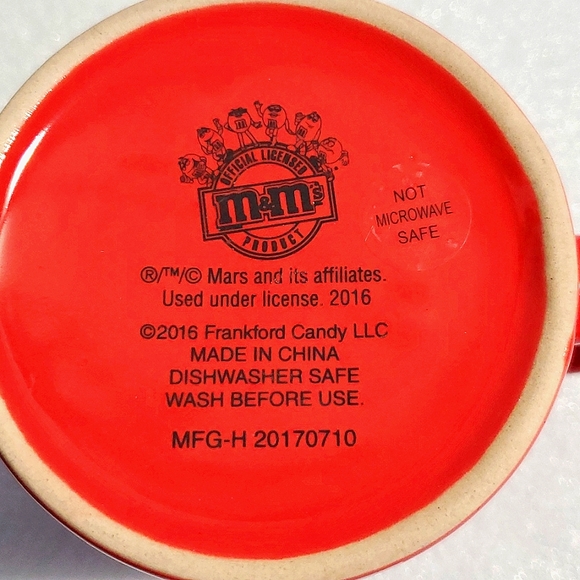 OFFICIAL LICENSED
m&m's
PRODUCT
NOT
MICROWAVE
SAFE
®/™/© Mars and its affiliates.
Used under license. 2016
©2016 Frankford Candy LLC
MADE IN CHINA
DISHWASHER SAFE
WASH BEFORE USE.
MFG-H 20170710